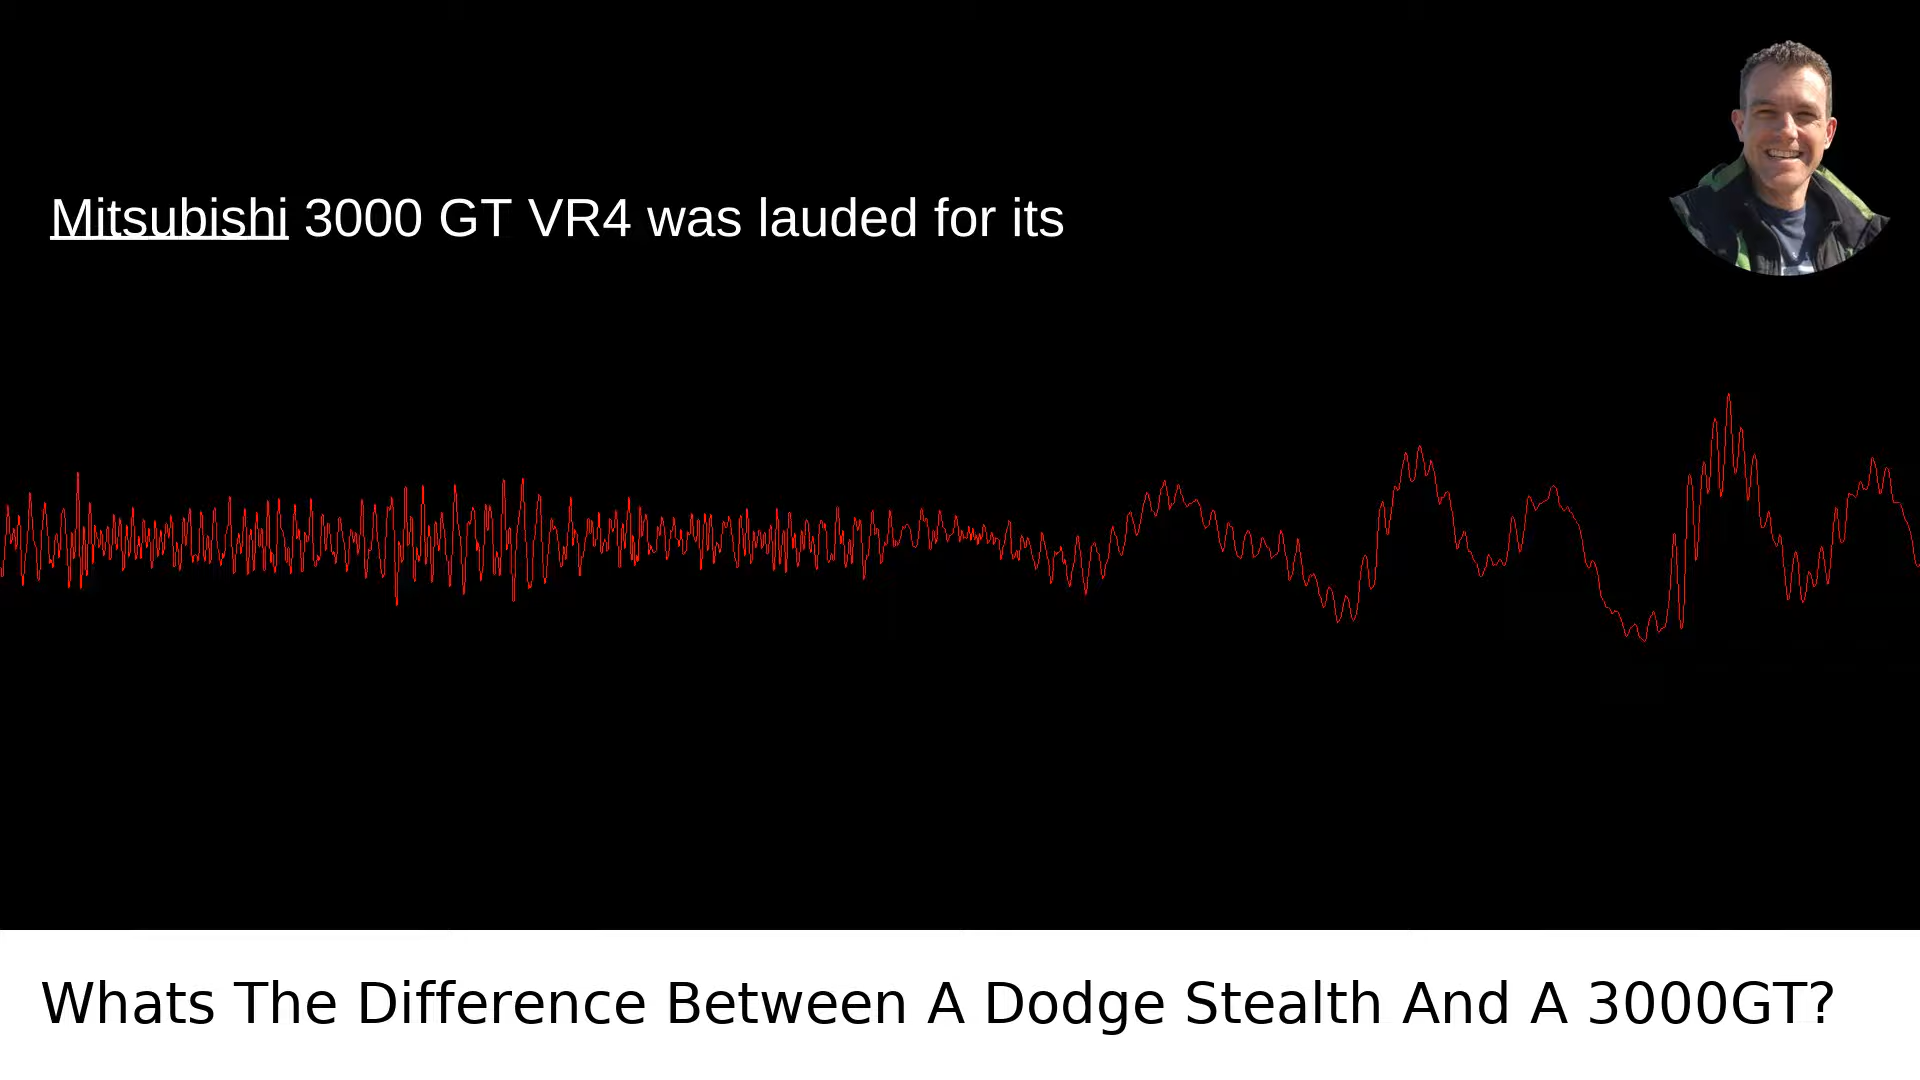 Mitsubishi 3000 GT VR4 was lauded for its
Whats The Difference Between A Dodge Stealth And A 3000GT?